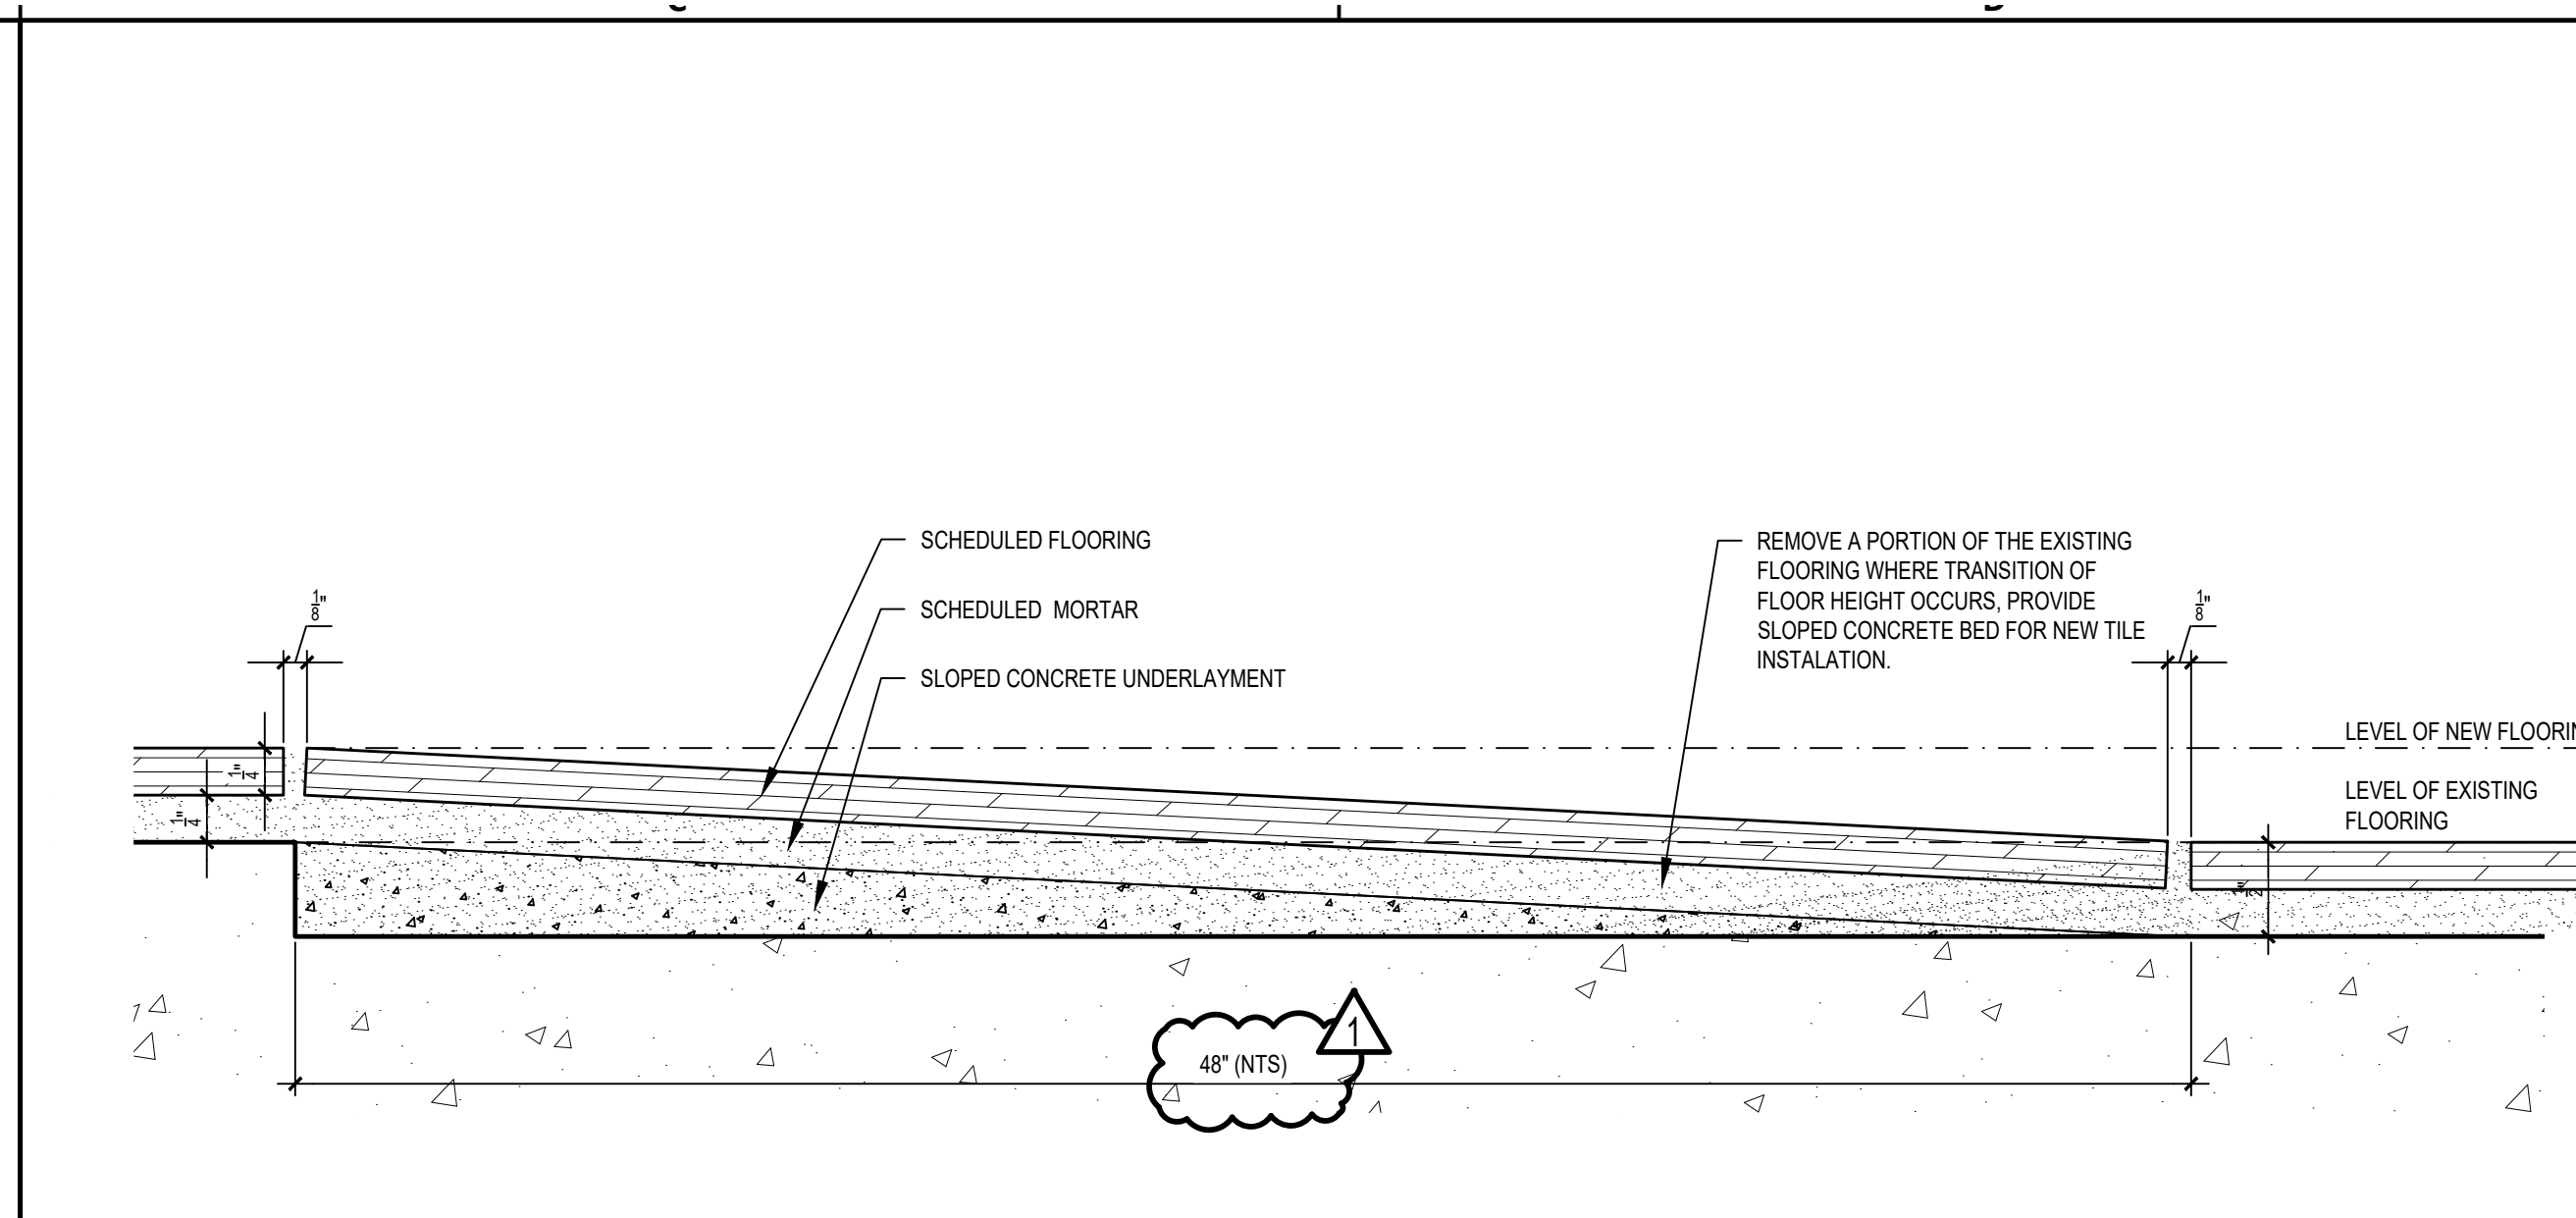 SCHEDULED FLOORING
SCHEDULED MORTAR
SLOPED CONCRETE UNDERLAYMENT
REMOVE A PORTION OF THE EXISTING
FLOORING WHERE TRANSITION OF
FLOOR HEIGHT OCCURS, PROVIDE
SLOPED CONCRETE BED FOR NEW TILE
INSTALATION.
1/8"
1/8"
LEVEL OF NEW FLOORIN
LEVEL OF EXISTING
FLOORING
1/4"
1/4"
1/2"
1
48" (NTS)